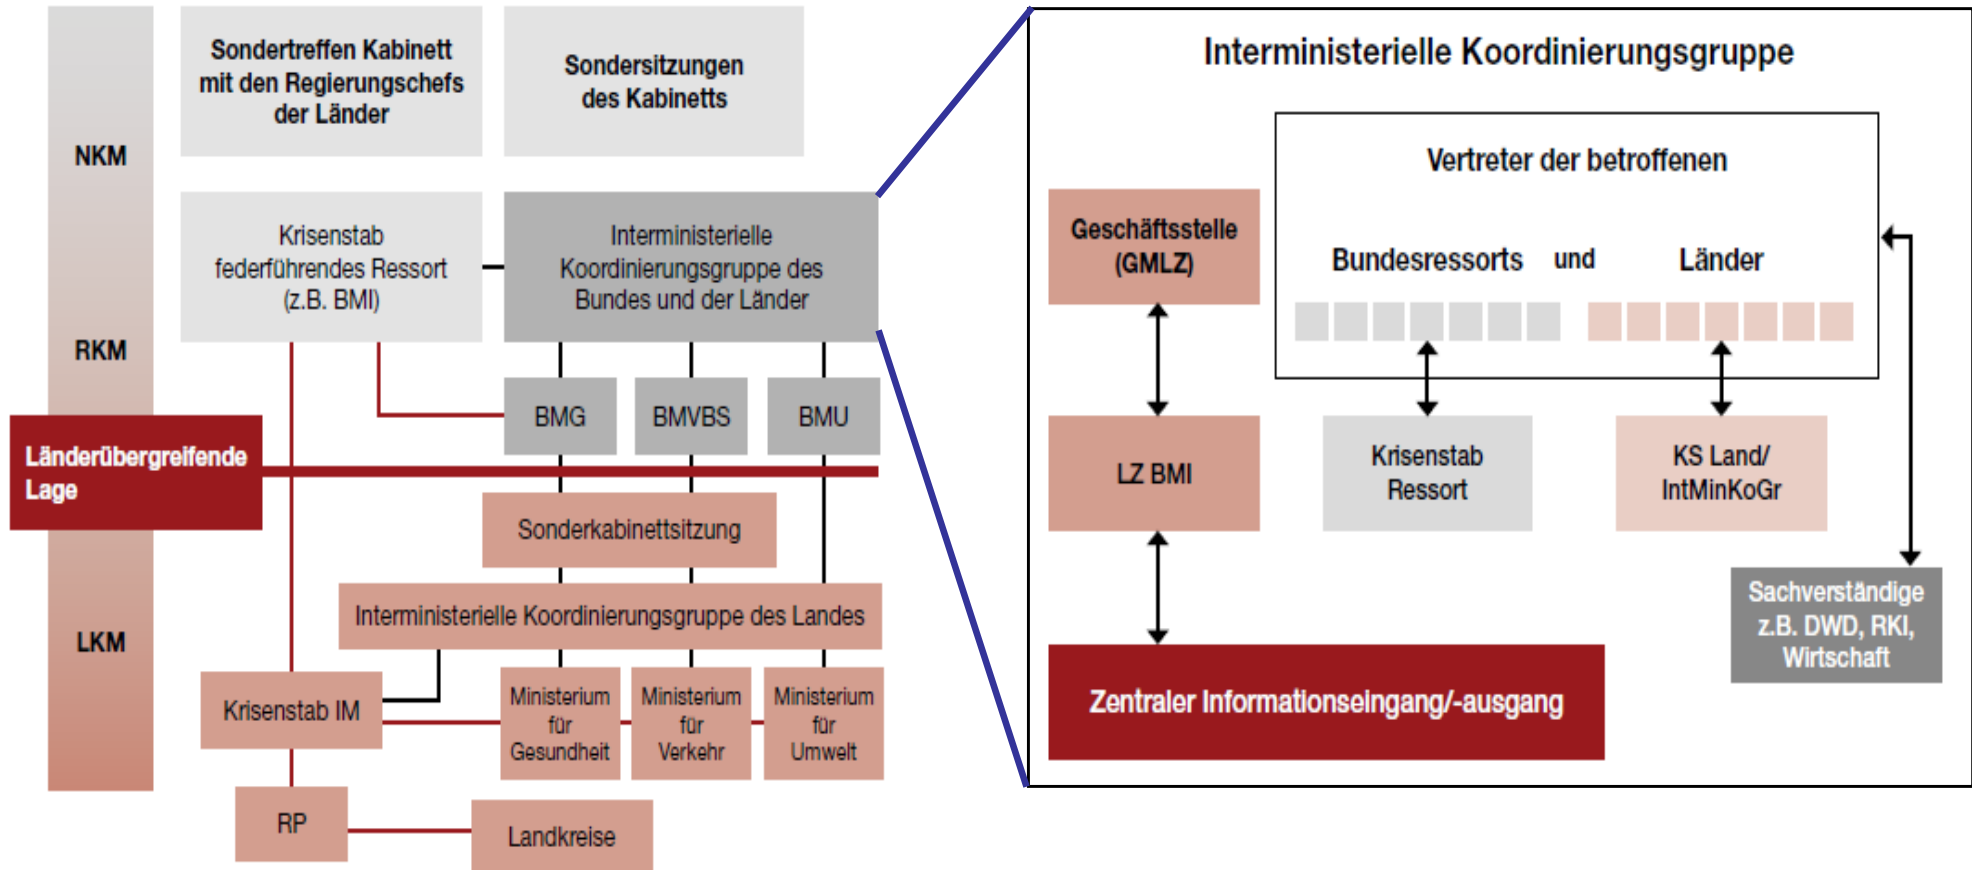 Sondertreffen Kabinett
mit den Regierungschefs
der Länder
Sondersitzungen
des Kabinetts
NKM
RKM
LKM
Krisenstab
federführendes Ressort
(z.B. BMI)
Interministerielle
Koordinierungsgruppe des
Bundes und der Länder
BMG
BMVBS
BMU
Länderübergreifende
Lage
Sonderkabinettsitzung
Interministerielle Koordinierungsgruppe des Landes
Krisenstab IM
Ministerium
für
Gesundheit
Ministerium
für
Verkehr
Ministerium
für
Umwelt
RP
Landkreise
Interministerielle Koordinierungsgruppe
Vertreter der betroffenen
Bundesressorts und Länder
Geschäftsstelle
(GMLZ)
LZ BMI
Krisenstab
Ressort
KS Land/
IntMinKoGr
Sachverständige
z.B. DWD, RKI,
Wirtschaft
Zentraler Informationseingang/-ausgang